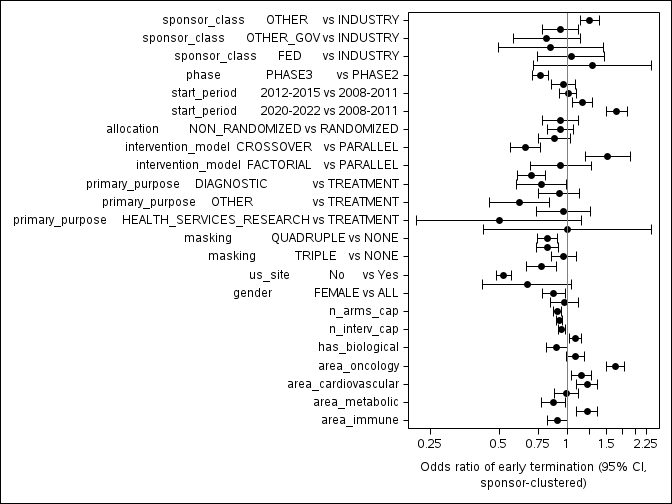 sponsor_class OTHER vs INDUSTRY
sponsor_class OTHER_GOV vs INDUSTRY
sponsor_class FED vs INDUSTRY
phase PHASE3 vs PHASE2
start_period 2012-2015 vs 2008-2011
start_period 2020-2022 vs 2008-2011
allocation NON_RANDOMIZED vs RANDOMIZED
intervention_model CROSSOVER vs PARALLEL
intervention_model FACTORIAL vs PARALLEL
primary_purpose DIAGNOSTIC vs TREATMENT
primary_purpose OTHER vs TREATMENT
primary_purpose HEALTH_SERVICES_RESEARCH vs TREATMENT
masking QUADRUPLE vs NONE
masking TRIPLE vs NONE
us_site No vs Yes
gender FEMALE vs ALL
n_arms_cap
n_interv_cap
has_biological
area_oncology
area_cardiovascular
area_metabolic
area_immune
0.25 0.5 0.75 1 1.5 2.25
Odds ratio of early termination (95% CI,
sponsor-clustered)